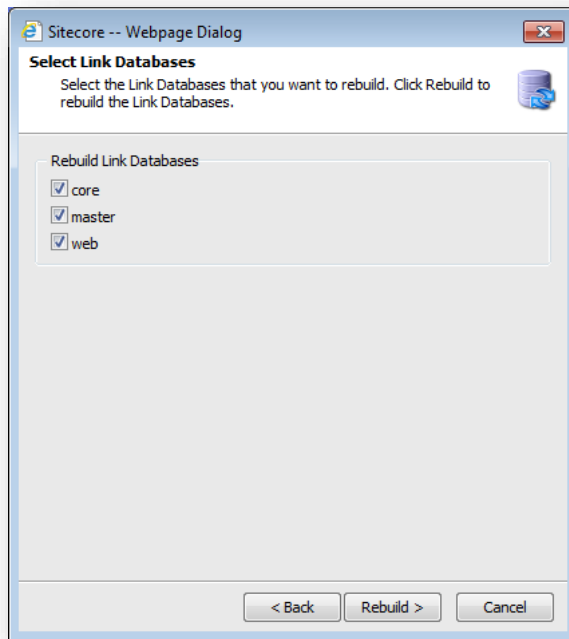 Sitecore -- Webpage Dialog
Select Link Databases
Select the Link Databases that you want to rebuild. Click Rebuild to
rebuild the Link Databases.
Rebuild Link Databases
core
master
web
< Back
Rebuild >
Cancel